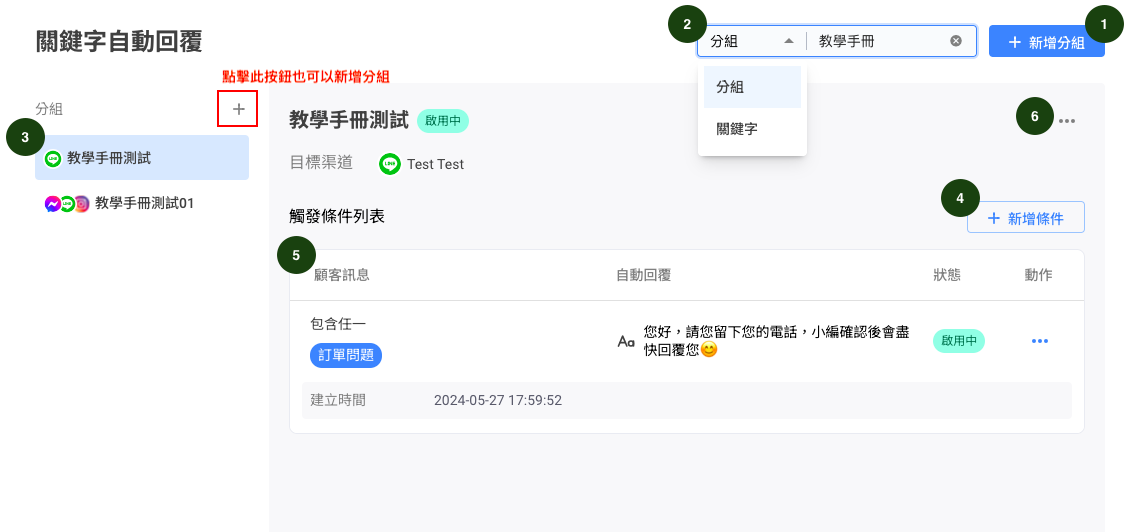 關鍵字自動回覆
2
分組
教學手冊
1
新增分組
分組
關鍵字
點擊此按鈕也可以新增分組
分組
3
教學手冊測試
教學手冊測試01
教學手冊測試
啟用中
6
目標渠道
LINE
Test Test
觸發條件列表
4
新增條件
5
顧客訊息
自動回覆
狀態
動作
包含任一
訂單問題
Aa
您好，請您留下您的電話，小編確認後會盡
快回覆您😊
啟用中
建立時間
2024-05-27 17:59:52